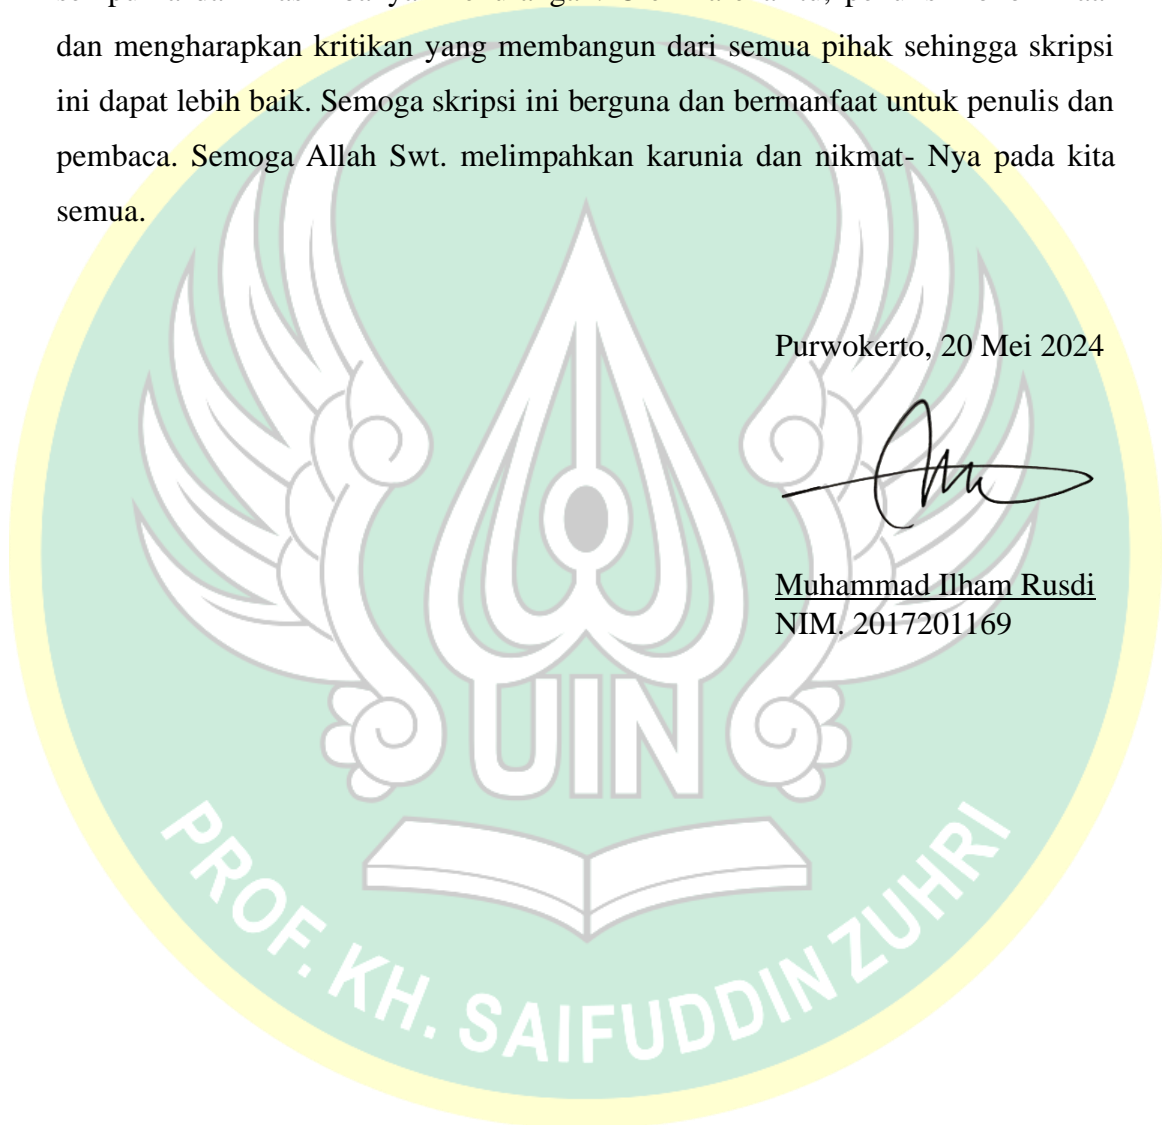 dan mengharapkan kritikan yang membangun dari semua pihak sehingga skripsi
ini dapat lebih baik. Semoga skripsi ini berguna dan bermanfaat untuk penulis dan
pembaca. Semoga Allah Swt. melimpahkan karunia dan nikmat- Nya pada kita
semua.
Purwokerto, 20 Mei 2024
Muhammad Ilham Rusdi
NIM. 2017201169
UIN
PROF. KH. SAIFUDDIN ZUHRI